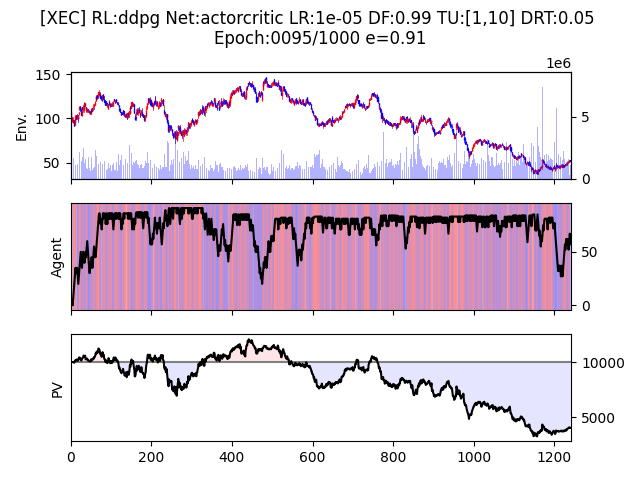 [XEC] RL:ddpg Net:actorcritic LR:1e-05 DF:0.99 TU:[1,10] DRT:0.05
Epoch:0095/1000 e=0.91
1e6
150
100
50
Env.
5
0
Agent
50
0
PV
10000
5000
0
200
400
600
800
1000
1200